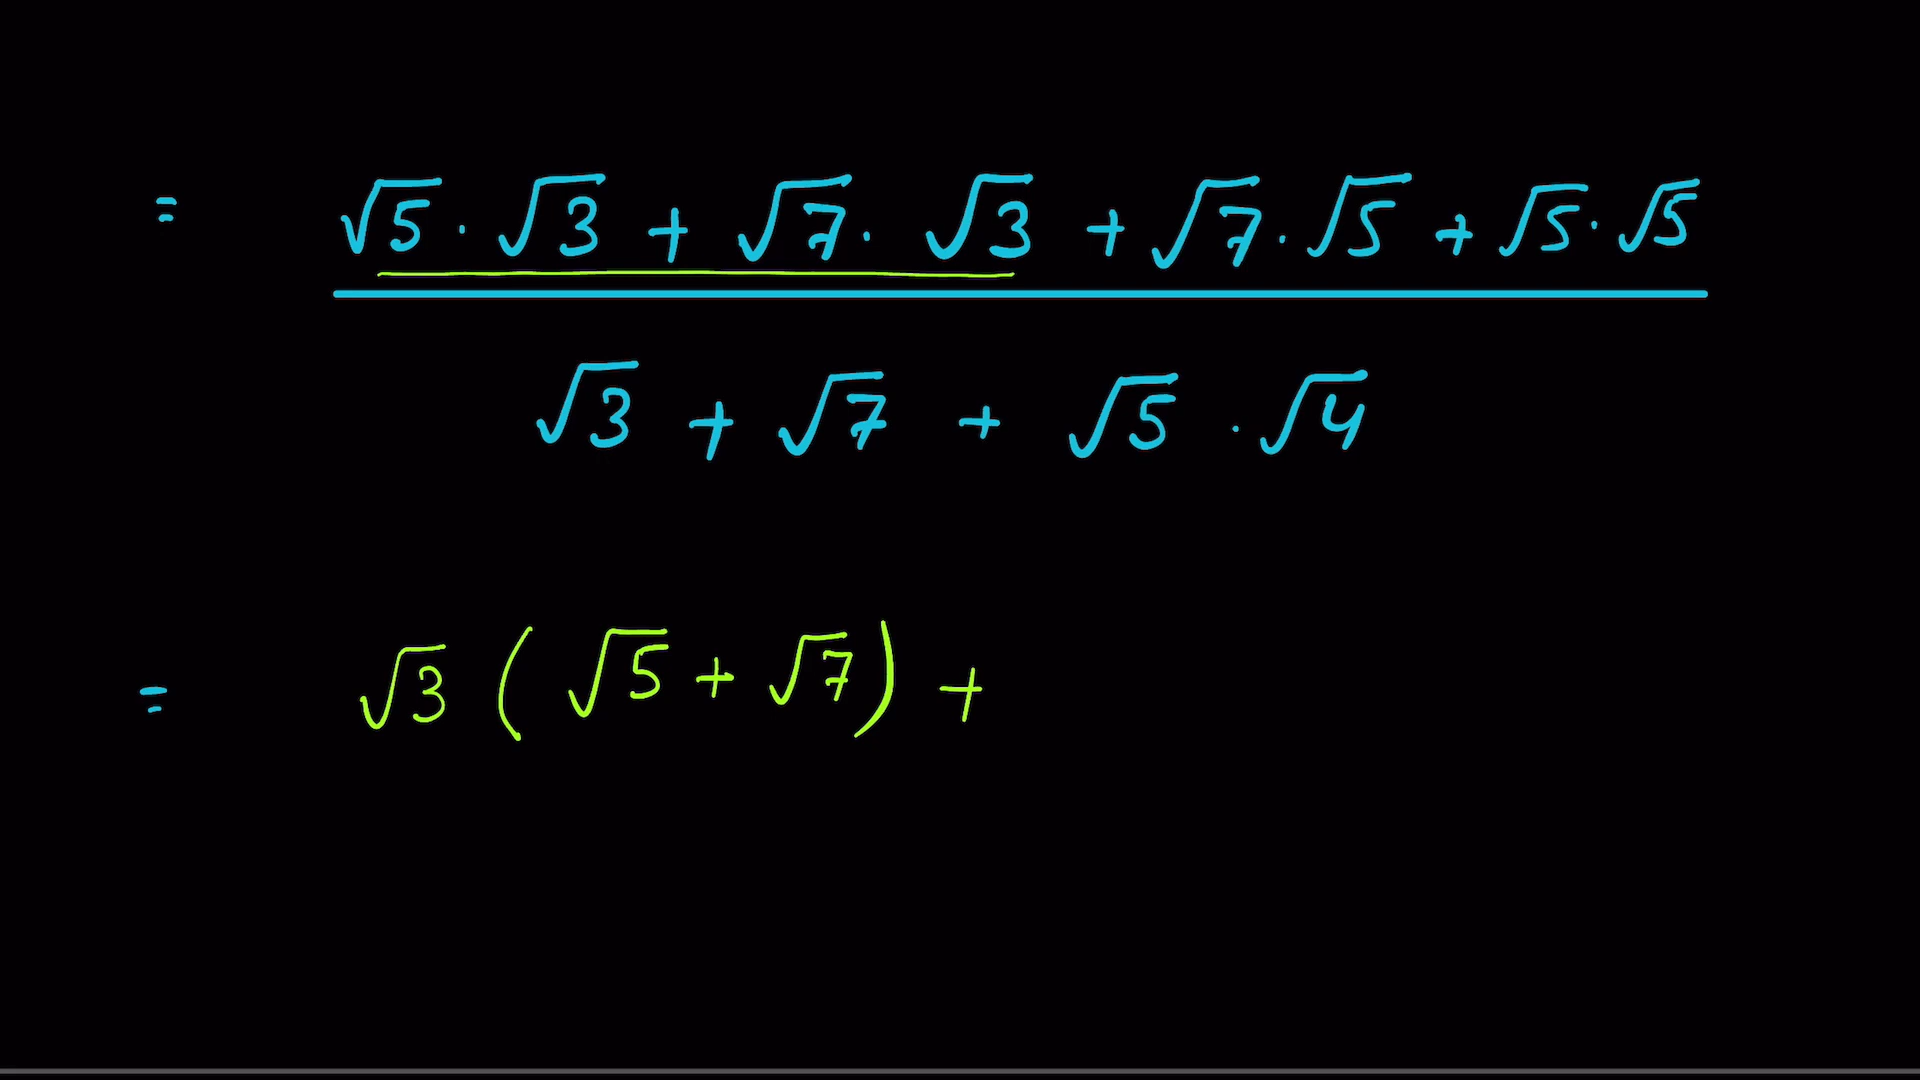 = √5 · √3 + √7 · √3 + √7 · √5 + √5 · √5
√3 + √7 + √5 · √4
= √3 ( √5 + √7 ) +